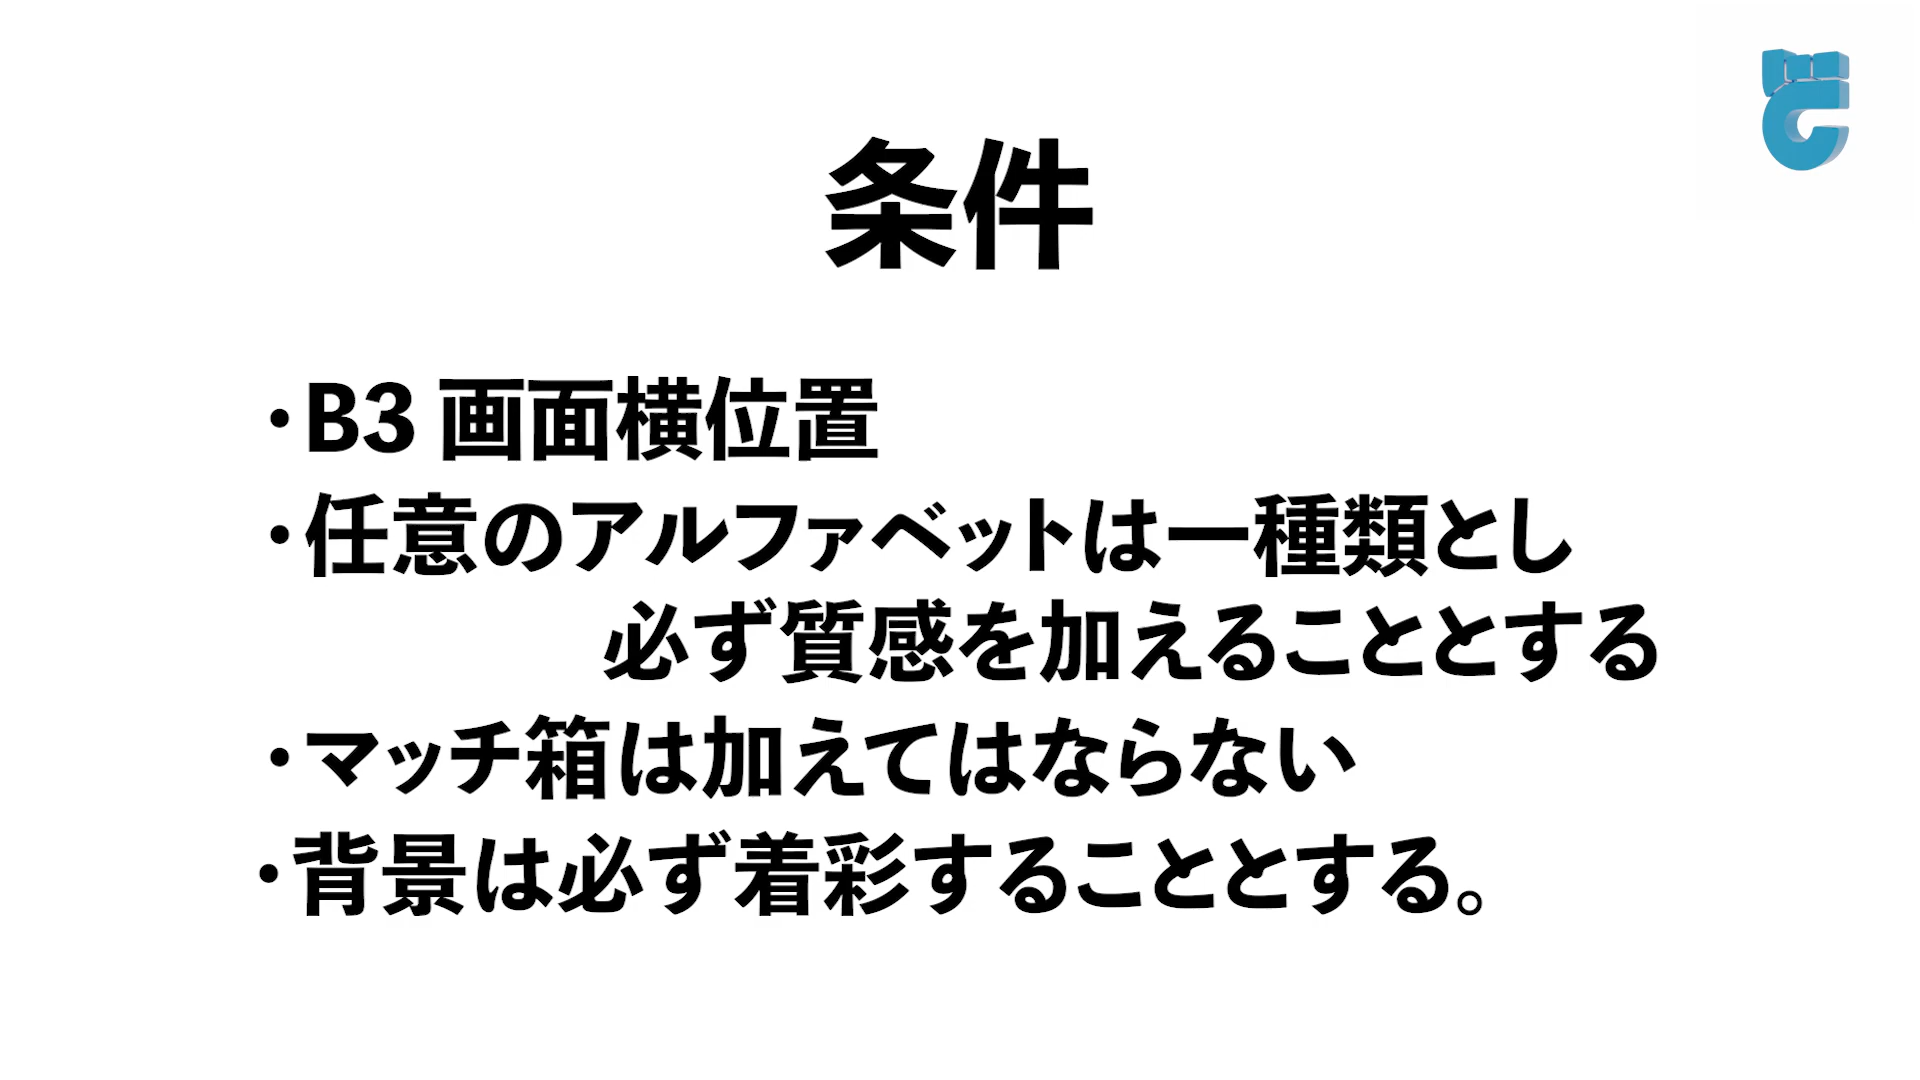 条件
・B3 画面横位置
・任意のアルファベットは一種類とし
必ず質感を加えることとする
・マッチ箱は加えてはならない
・背景は必ず着彩することとする。